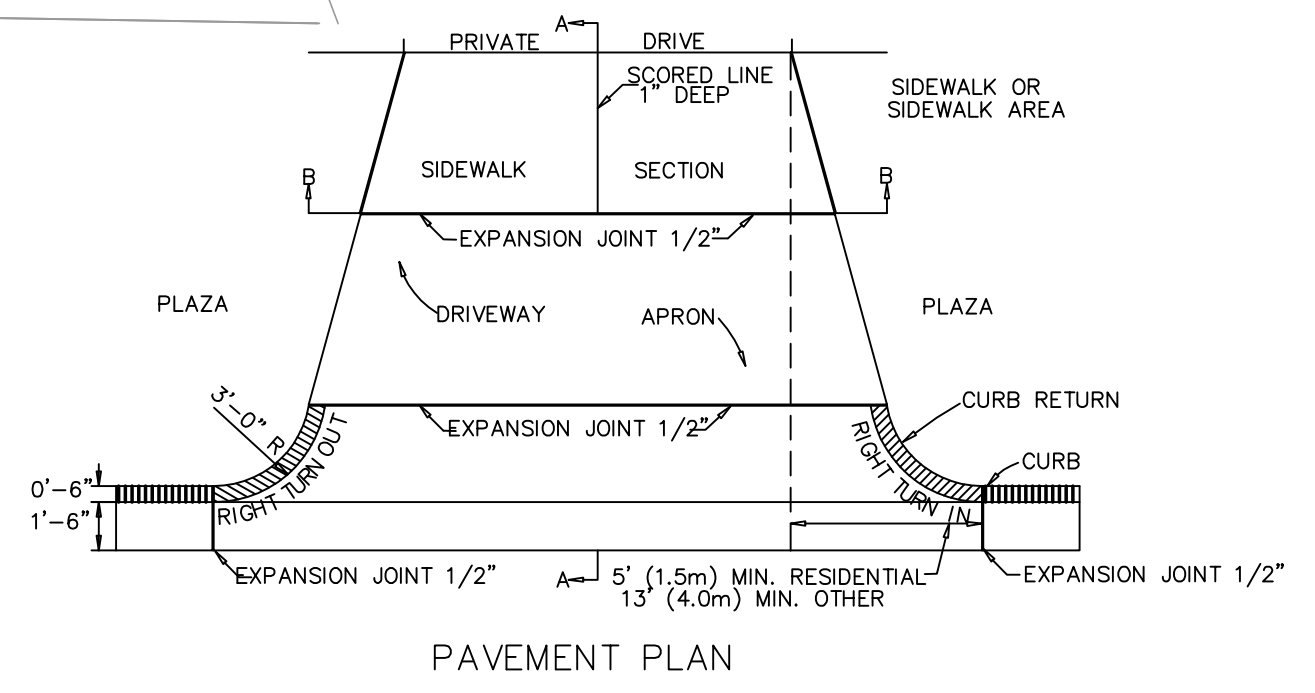 A
PRIVATE DRIVE
SCORED LINE
1" DEEP
SIDEWALK OR
SIDEWALK AREA
SIDEWALK SECTION
B
B
EXPANSION JOINT 1/2"
PLAZA
DRIVEWAY
APRON
PLAZA
3'-0" R
RIGHT TURN OUT
EXPANSION JOINT 1/2"
RIGHT TURN IN
CURB RETURN
CURB
0'-6"
1'-6"
EXPANSION JOINT 1/2"
A
5' (1.5m) MIN. RESIDENTIAL
13' (4.0m) MIN. OTHER
EXPANSION JOINT 1/2"
PAVEMENT PLAN